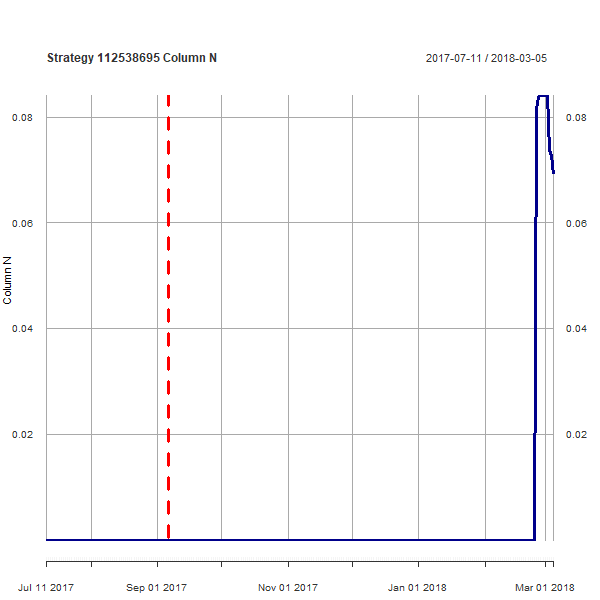 Strategy 112538695 Column N 2017-07-11 / 2018-03-05
0.08 0.08
0.06 0.06
Column N
0.04 0.04
0.02 0.02
Jul 11 2017 Sep 01 2017 Nov 01 2017 Jan 01 2018 Mar 01 2018